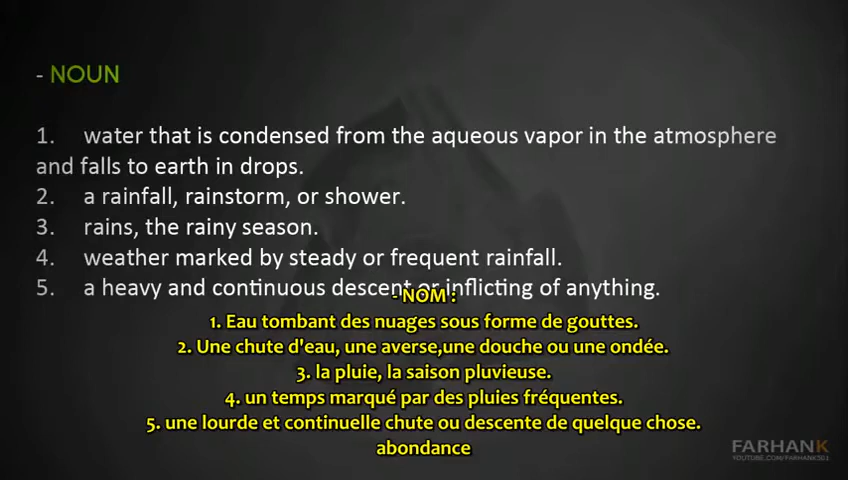 - NOUN
1. water that is condensed from the aqueous vapor in the atmosphere
and falls to earth in drops.
2. a rainfall, rainstorm, or shower.
3. rains, the rainy season.
4. weather marked by steady or frequent rainfall.
5. a heavy and continuous descent or inflicting of anything.
- NOM :
1. Eau tombant des nuages sous forme de gouttes.
2. Une chute d'eau, une averse,une douche ou une ondée.
3. la pluie, la saison pluvieuse.
4. un temps marqué par des pluies fréquentes.
5. une lourde et continuelle chute ou descente de quelque chose.
abondance
FARHANK
YOUTUBE.COM/FARHANK501